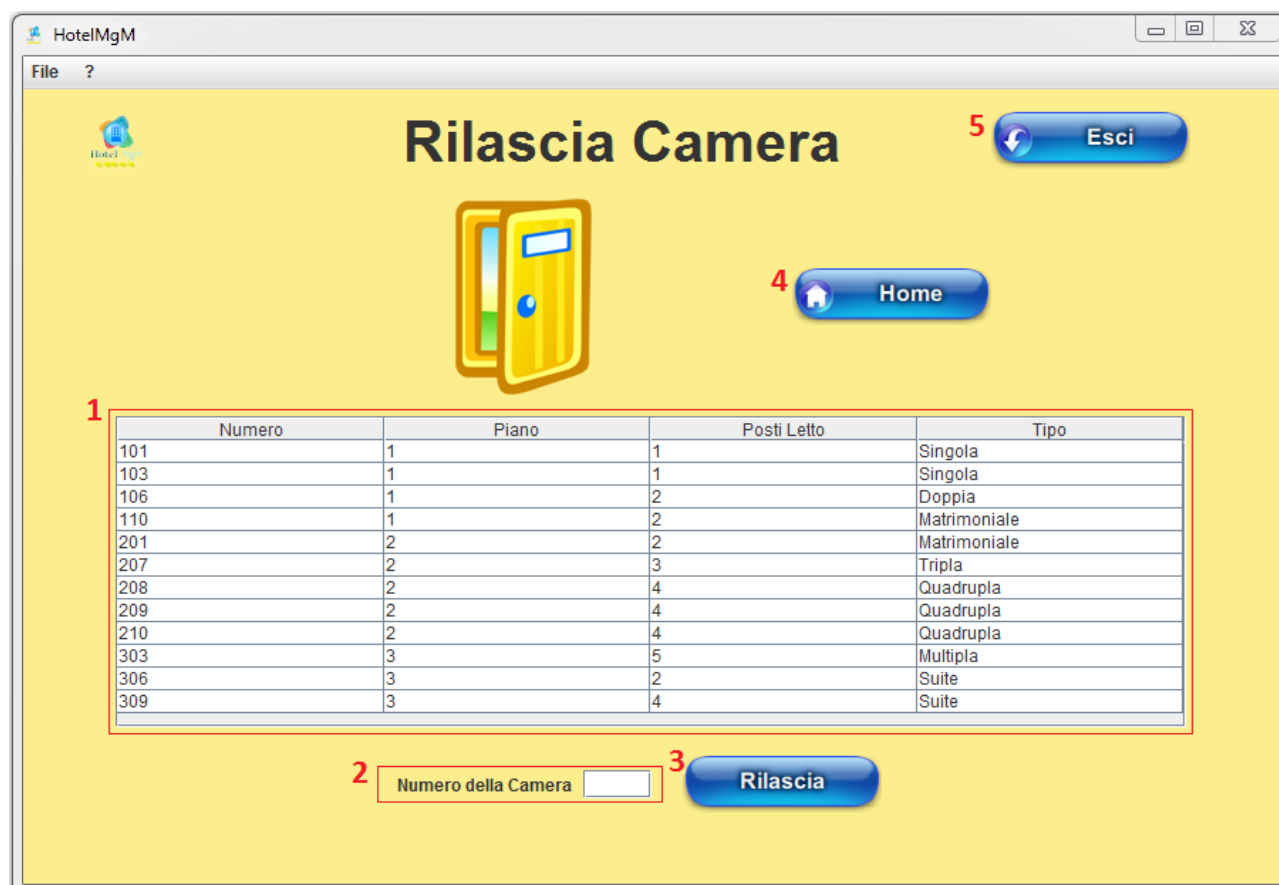 HotelMgM
File ?
Rilascia Camera
5 Esci
Hotel
4 Home
1
Numero Piano Posti Letto Tipo
101 1 1 Singola
103 1 1 Singola
106 1 2 Doppia
110 1 2 Matrimoniale
201 2 2 Matrimoniale
207 2 3 Tripla
208 2 4 Quadrupla
209 2 4 Quadrupla
210 2 4 Quadrupla
303 3 5 Multipla
306 3 2 Suite
309 3 4 Suite
2 Numero della Camera 3 Rilascia